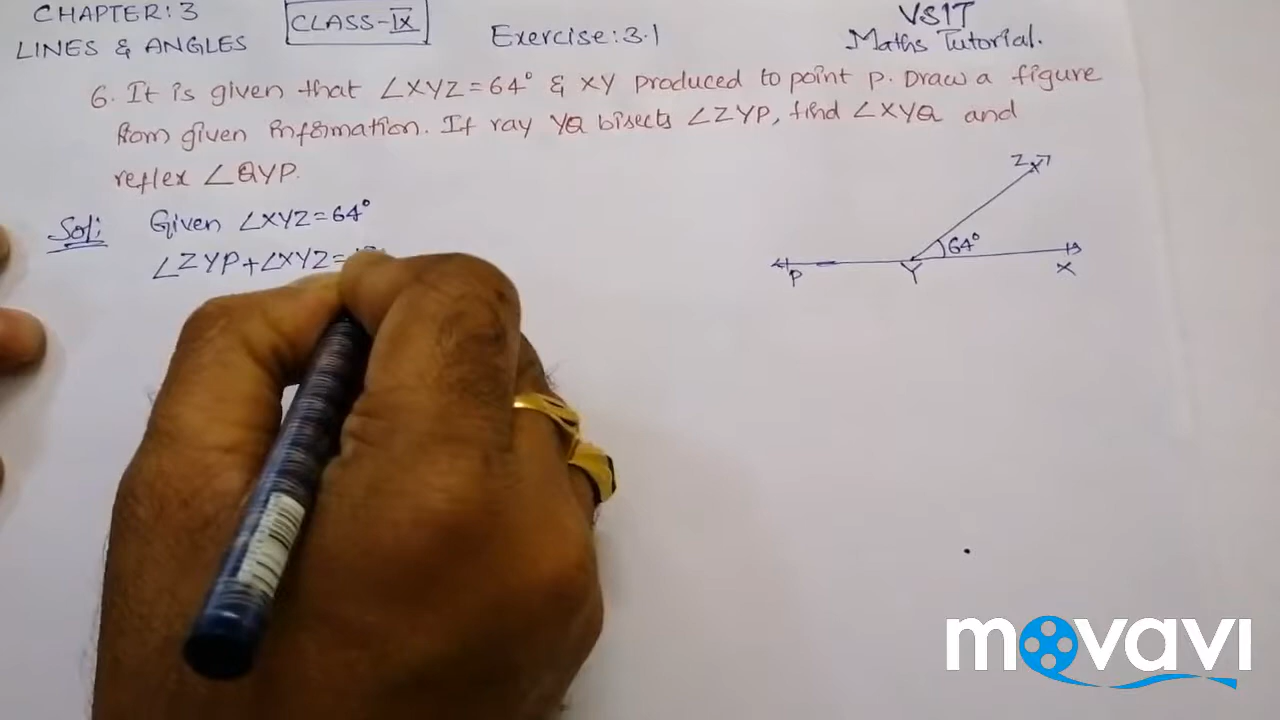 CHAPTER:3
LINES & ANGLES
CLASS-IX
Exercise:3.1
VSIT
Maths Tutorial.
6. It is given that ∠XYZ=64° & XY produced to point P. Draw a figure
from given information. If ray YQ bisects ∠ZYP, find ∠XYQ and
reflex ∠QYP.
Sol:
Given ∠XYZ=64°
∠ZYP+∠XYZ=
Z
64°
P
Y
X
movavi